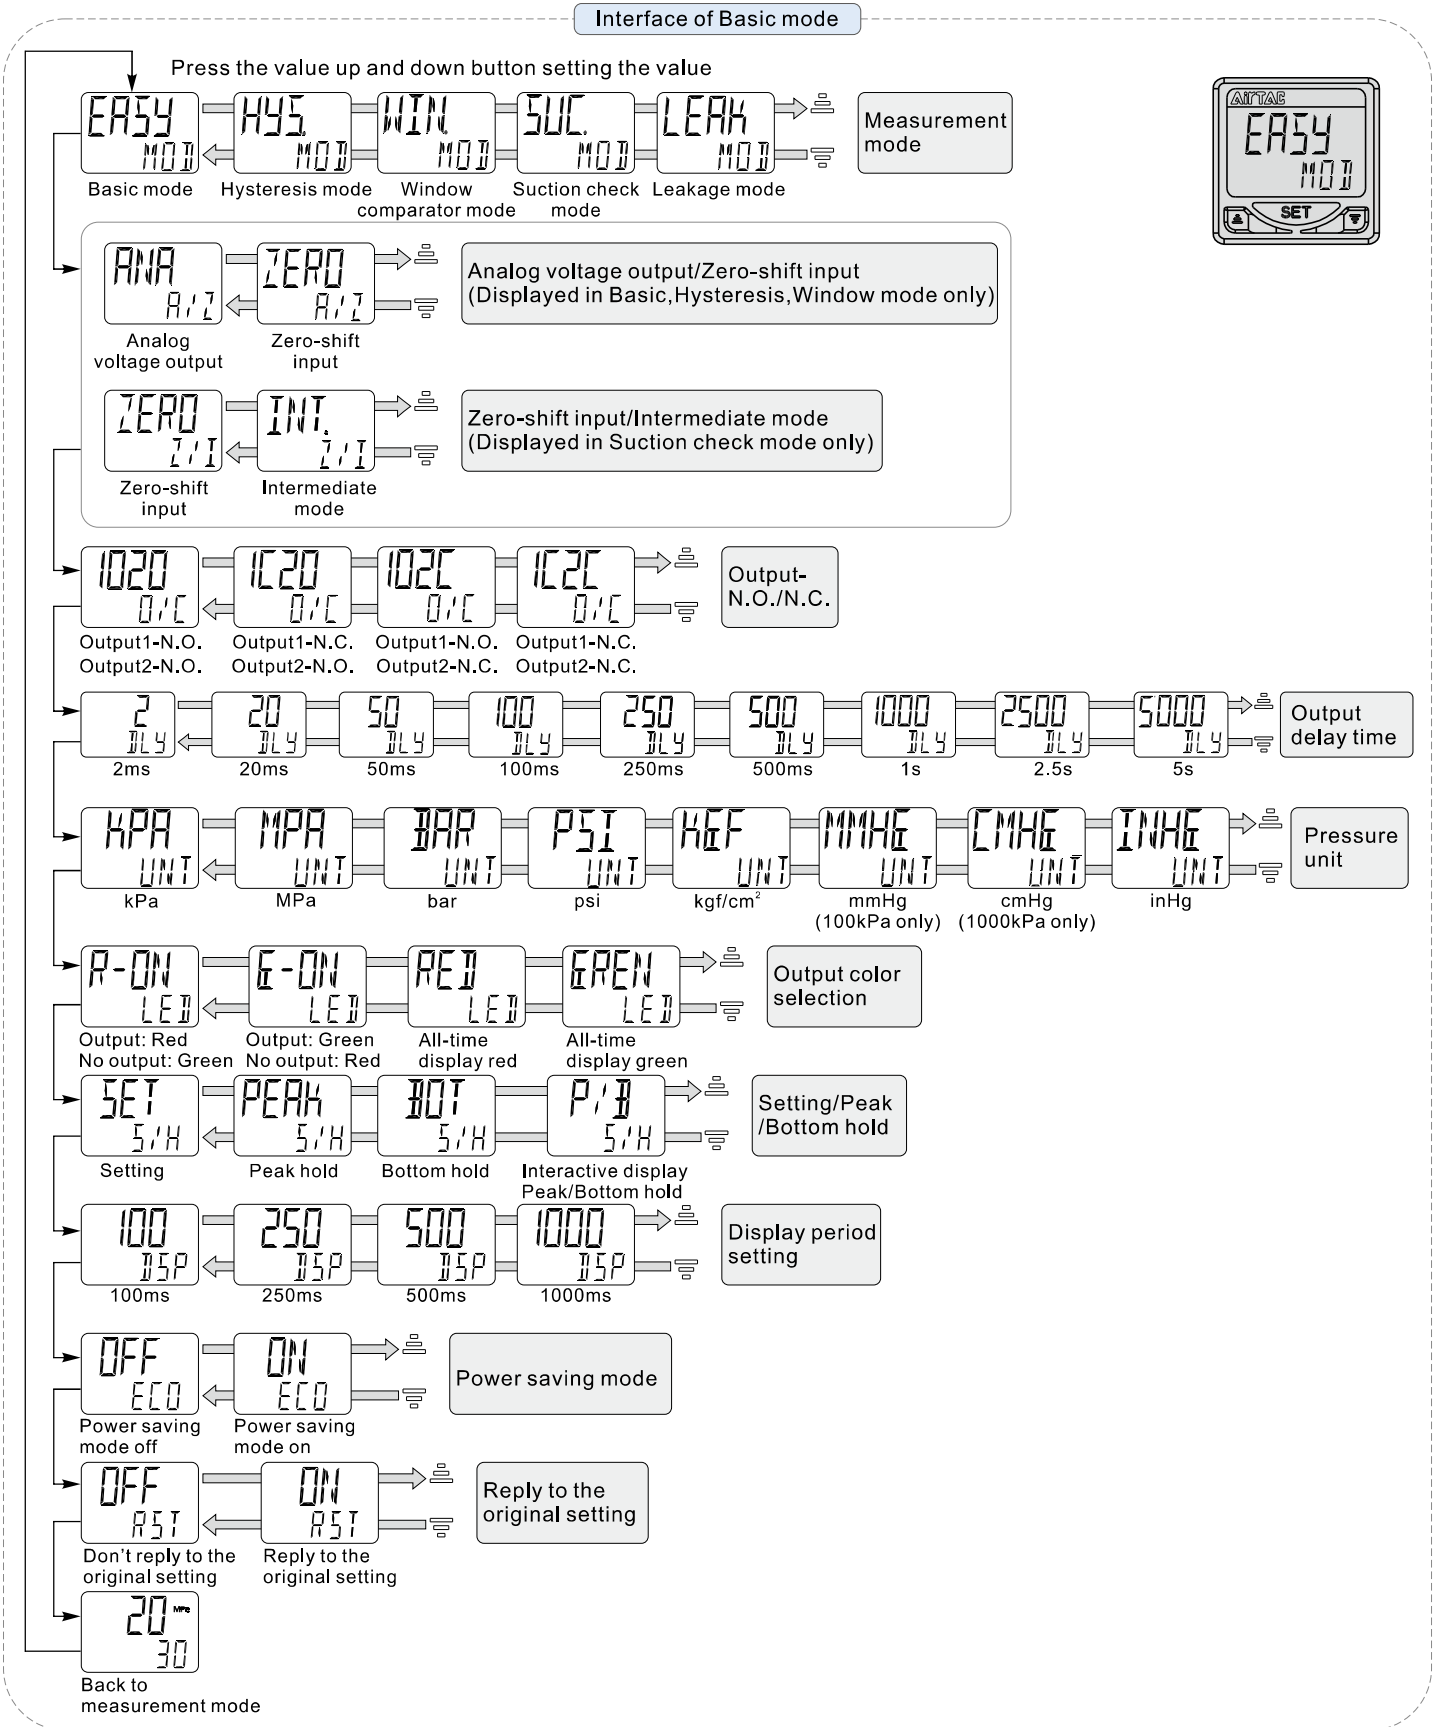 Interface of Basic mode
Press the value up and down button setting the value
EASY HYS. WIN. SUC. LEAK
MOD MOD MOD MOD MOD
Measurement
mode
Basic mode Hysteresis mode Window Suction check Leakage mode
comparator mode mode
AirTAC
EASY
MOD
SET
ANA ZERO
A/Z A/Z
Analog voltage output/Zero-shift input
(Displayed in Basic,Hysteresis,Window mode only)
Analog Zero-shift
voltage output input
ZERO INT.
Z/I Z/I
Zero-shift input/Intermediate mode
(Displayed in Suction check mode only)
Zero-shift Intermediate
input mode
1O2O 1C2O 1O2C 1C2C
O/C O/C O/C O/C
Output-
N.O./N.C.
Output1-N.O. Output1-N.C. Output1-N.O. Output1-N.C.
Output2-N.O. Output2-N.O. Output2-N.C. Output2-N.C.
2 20 50 100 250 500 1000 2500 5000
DLY DLY DLY DLY DLY DLY DLY DLY DLY
Output
delay time
2ms 20ms 50ms 100ms 250ms 500ms 1s 2.5s 5s
KPA MPA BAR PSI KGF MMHG CMHG INHG
UNT UNT UNT UNT UNT UNT UNT UNT
Pressure
unit
kPa MPa bar psi kgf/cm² mmHg cmHg inHg
(100kPa only) (1000kPa only)
R-ON G-ON RED GREN
LED LED LED LED
Output color
selection
Output: Red Output: Green All-time All-time
No output: Green No output: Red display red display green
SET PEAK BOT P/B
S/H S/H S/H S/H
Setting/Peak
/Bottom hold
Setting Peak hold Bottom hold Interactive display
Peak/Bottom hold
100 250 500 1000
DSP DSP DSP DSP
Display period
setting
100ms 250ms 500ms 1000ms
OFF ON
ECO ECO
Power saving mode
Power saving Power saving
mode off mode on
OFF ON
RST RST
Reply to the
original setting
Don't reply to the Reply to the
original setting original setting
20 MPa
30
Back to
measurement mode